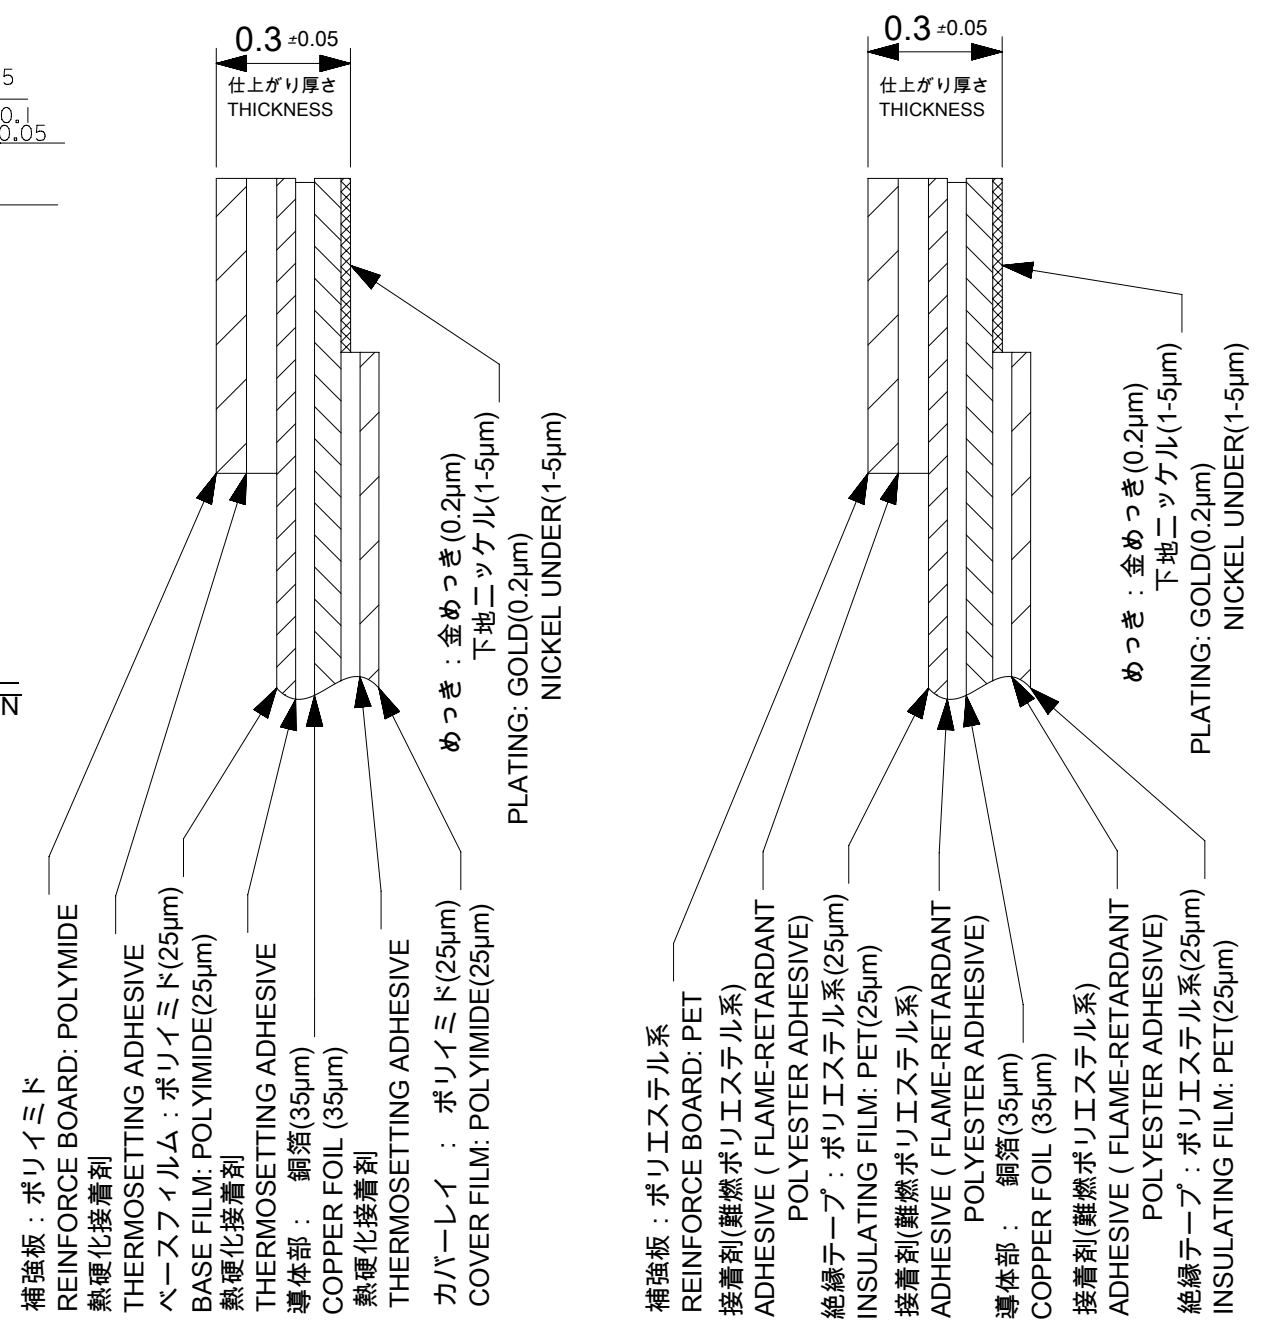 5
0.1
0.05
N
0.3 ±0.05
仕上がり厚さ
THICKNESS
めっき：金めっき(0.2μm)
下地ニッケル(1-5μm)
PLATING: GOLD(0.2μm)
NICKEL UNDER(1-5μm)
補強板：ポリイミド
REINFORCE BOARD: POLYMIDE
熱硬化接着剤
THERMOSETTING ADHESIVE
ベースフィルム：ポリイミド(25μm)
BASE FILM: POLYIMIDE(25μm)
熱硬化接着剤
THERMOSETTING ADHESIVE
導体部： 銅箔(35μm)
COPPER FOIL (35μm)
熱硬化接着剤
THERMOSETTING ADHESIVE
カバーレイ ： ポリイミド(25μm)
COVER FILM: POLYIMIDE(25μm)
0.3 ±0.05
仕上がり厚さ
THICKNESS
めっき：金めっき(0.2μm)
下地ニッケル(1-5μm)
PLATING: GOLD(0.2μm)
NICKEL UNDER(1-5μm)
補強板：ポリエステル系
REINFORCE BOARD: PET
接着剤(難燃ポリエステル系)
ADHESIVE ( FLAME-RETARDANT
POLYESTER ADHESIVE)
絶縁テープ：ポリエステル系(25μm)
INSULATING FILM: PET(25μm)
接着剤(難燃ポリエステル系)
ADHESIVE ( FLAME-RETARDANT
POLYESTER ADHESIVE)
導体部： 銅箔(35μm)
COPPER FOIL (35μm)
接着剤(難燃ポリエステル系)
ADHESIVE ( FLAME-RETARDANT
POLYESTER ADHESIVE)
絶縁テープ：ポリエステル系(25μm)
INSULATING FILM: PET(25μm)